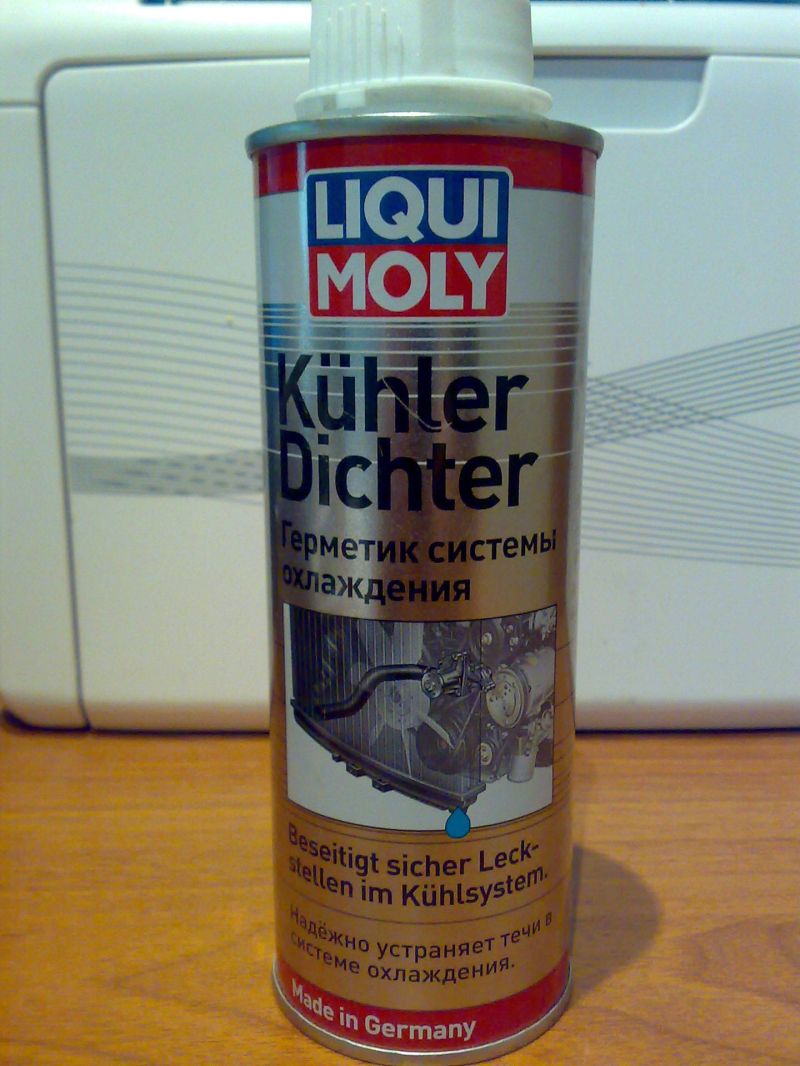 LIQUI
MOLY
Kühler
Dichter
Герметик системы
охлаждения
Beseitigt sicher Leck-
stellen im Kühlsystem.
Надёжно устраняет течи в
системе охлаждения.
Made in Germany